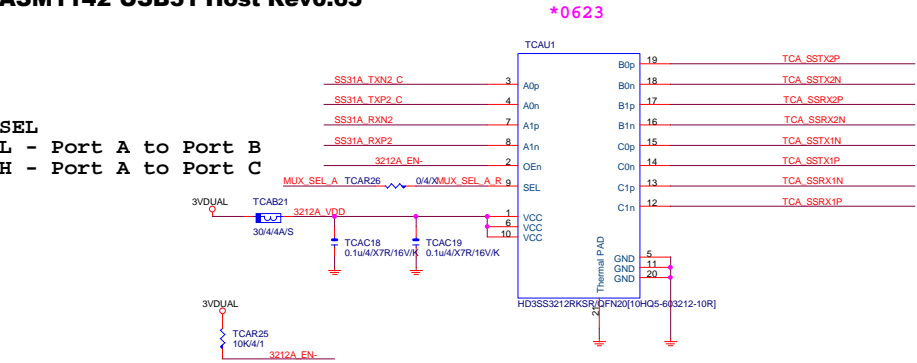 ASM1142 USB31 Host Rev0.65
*0623
TCAU1
SS31A_TXN2_C 3 A0p B0p 19 TCA_SSTX2P
SS31A_TXP2_C 4 A0n B0n 18 TCA_SSTX2N
SS31A_RXN2 7 A1p B1p 17 TCA_SSRX2P
SS31A_RXP2 8 A1n B1n 16 TCA_SSRX2N
3212A_EN- 2 OEn C0p 15 TCA_SSTX1N
C0n 14 TCA_SSTX1P
MUX_SEL_A TCAR26 0/4/X MUX_SEL_A_R 9 SEL C1p 13 TCA_SSRX1N
C1n 12 TCA_SSRX1P
SEL
L - Port A to Port B
H - Port A to Port C
3VDUAL TCAB21 3212A_VDD 1 VCC
30/4/4A/S 6 VCC
10 VCC
TCAC18
0.1u/4/X7R/16V/K
TCAC19
0.1u/4/X7R/16V/K
Thermal PAD
21
GND 5
GND 11
GND 20
HD3SS3212RKSR/QFN20[10HQ5-603212-10R]
3VDUAL
TCAR25
10K/4/1
3212A_EN-